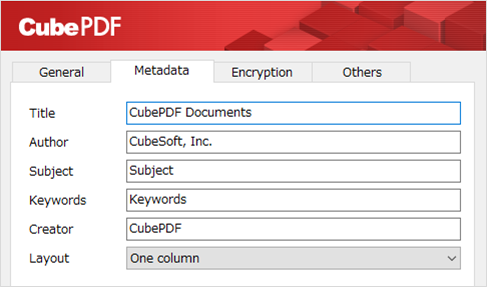 CubePDF
General Metadata Encryption Others
Title CubePDF Documents
Author CubeSoft, Inc.
Subject Subject
Keywords Keywords
Creator CubePDF
Layout One column